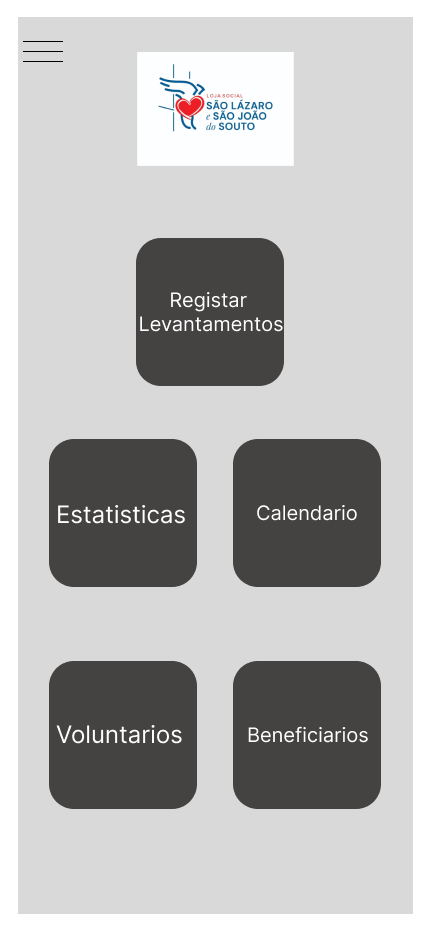 LOJA SOCIAL
SÃO LÁZARO
e SÃO JOÃO
do SOUTO
Registar
Levantamentos
Estatisticas
Calendario
Voluntarios
Beneficiarios